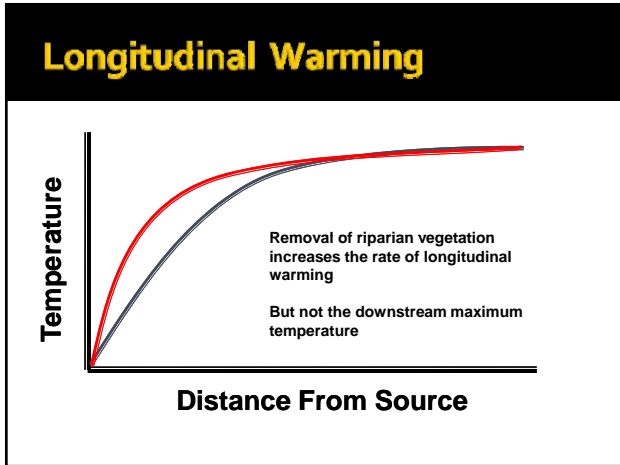 Longitudinal Warming
Temperature
Removal of riparian vegetation
increases the rate of longitudinal
warming
But not the downstream maximum
temperature
Distance From Source